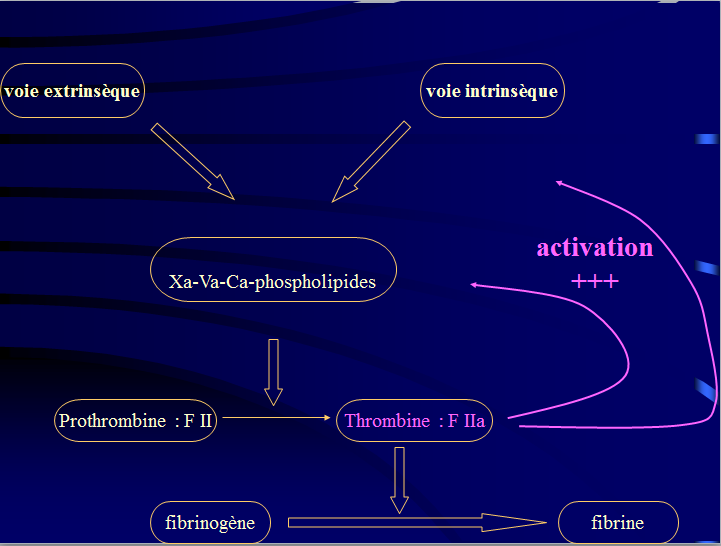 voie extrinsèque
voie intrinsèque
activation
+++
Xa-Va-Ca-phospholipides
Prothrombine : F II
Thrombine : F IIa
fibrinogène
fibrine